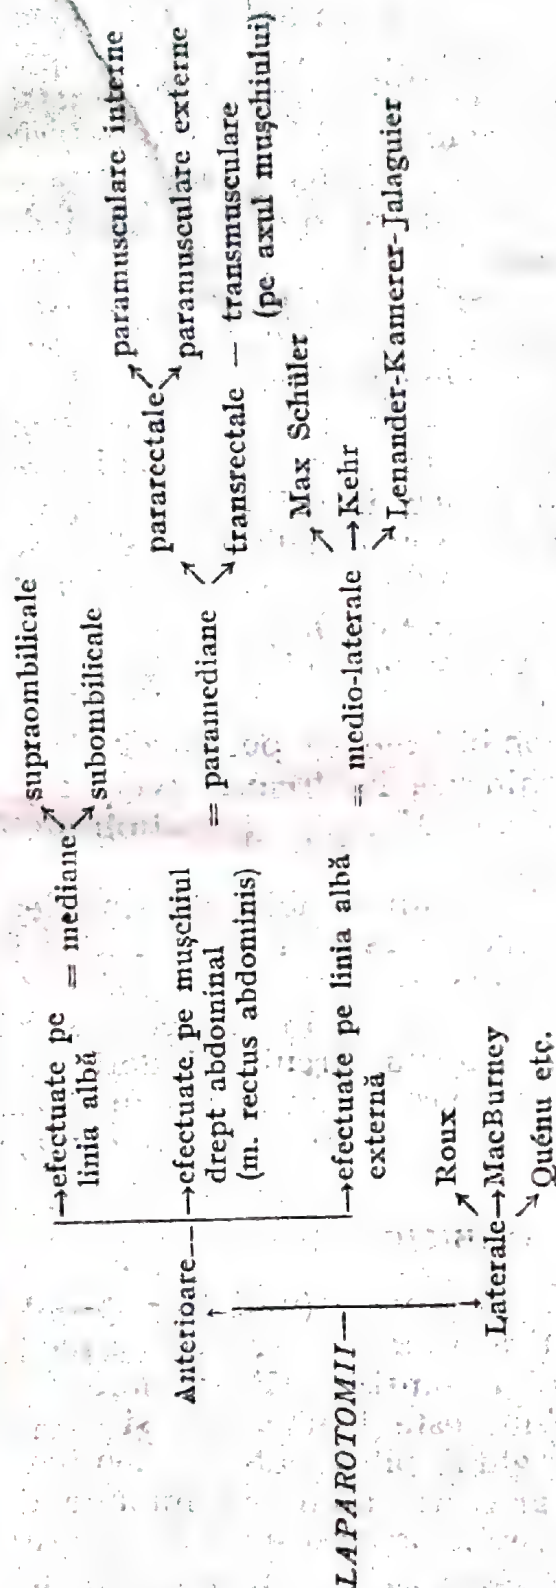 LAPAROTOMII—
Anterioare—
→efectuate pe
linia albă
= mediane
supraombilicale
subombilicale
→efectuate pe muşchiul
drept abdominal
(m. rectus abdominis)
= paramediane
pararectale
paramusculare interne
paramusculare externe
transrectale — transmusculare
(pe axul muşchiului)
→efectuate pe linia albă
externă
= medio-laterale
Max Schüler
→Kehr
Lenander-Kamerer-Jalaguier
Laterale→MacBurney
Roux
Quénu etc.